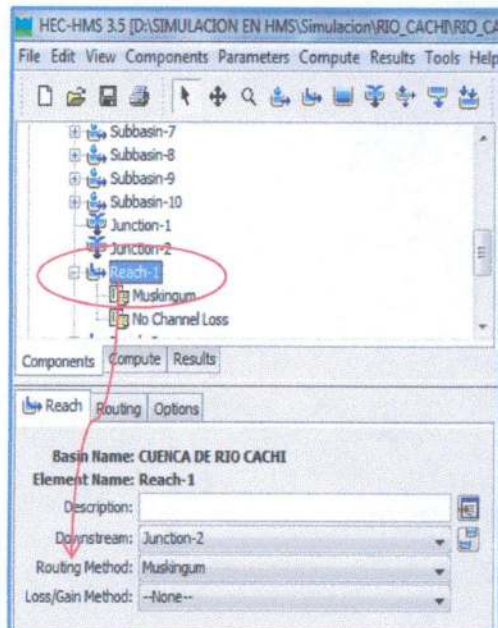 HEC-HMS 3.5 [D:\SIMULACION EN HMS\Simulacion\RIO_CACHI\RIO_CA
File Edit View Components Parameters Compute Results Tools Help
Subbasin-7
Subbasin-8
Subbasin-9
Subbasin-10
Junction-1
Junction-2
Reach-1
Muskingum
No Channel Loss
Components Compute Results
Reach Routing Options
Basin Name: CUENCA DE RIO CACHI
Element Name: Reach-1
Description:
Downstream: Junction-2
Routing Method: Muskingum
Loss/Gain Method: --None--